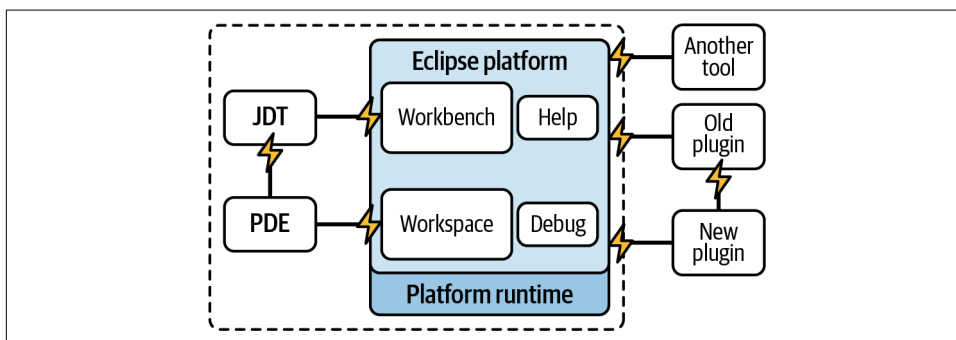 Eclipse platform
Another
tool
JDT
Workbench
Help
Old
plugin
PDE
Workspace
Debug
New
plugin
Platform runtime